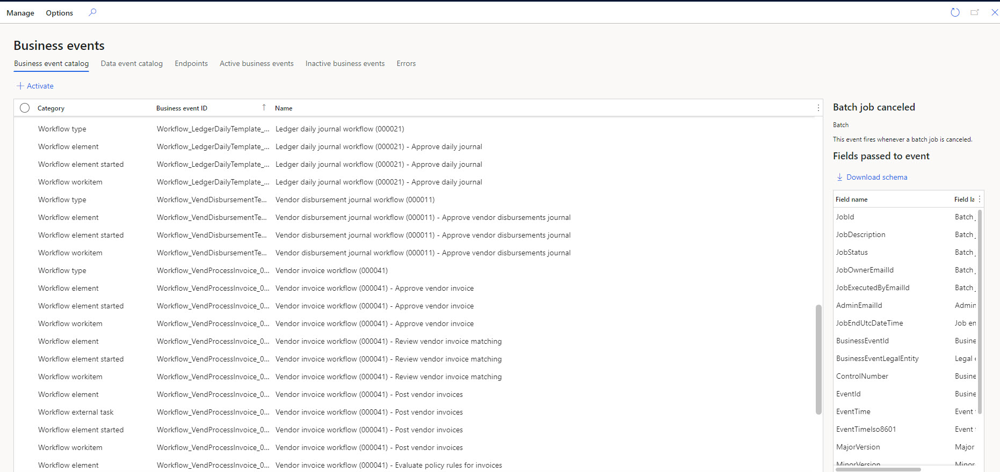 Manage Options
Business events
Business event catalog Data event catalog Endpoints Active business events Inactive business events Errors
+ Activate
Category Business event ID ↑ Name
Workflow type Workflow_LedgerDailyTemplate_... Ledger daily journal workflow (000021)
Workflow element Workflow_LedgerDailyTemplate_... Ledger daily journal workflow (000021) - Approve daily journal
Workflow element started Workflow_LedgerDailyTemplate_... Ledger daily journal workflow (000021) - Approve daily journal
Workflow workitem Workflow_LedgerDailyTemplate_... Ledger daily journal workflow (000021) - Approve daily journal
Workflow type Workflow_VendDisbursementTe... Vendor disbursement journal workflow (000011)
Workflow element Workflow_VendDisbursementTe... Vendor disbursement journal workflow (000011) - Approve vendor disbursements journal
Workflow element started Workflow_VendDisbursementTe... Vendor disbursement journal workflow (000011) - Approve vendor disbursements journal
Workflow workitem Workflow_VendDisbursementTe... Vendor disbursement journal workflow (000011) - Approve vendor disbursements journal
Workflow type Workflow_VendProcessInvoice_0... Vendor invoice workflow (000041)
Workflow element Workflow_VendProcessInvoice_0... Vendor invoice workflow (000041) - Approve vendor invoice
Workflow element started Workflow_VendProcessInvoice_0... Vendor invoice workflow (000041) - Approve vendor invoice
Workflow workitem Workflow_VendProcessInvoice_0... Vendor invoice workflow (000041) - Approve vendor invoice
Workflow element Workflow_VendProcessInvoice_0... Vendor invoice workflow (000041) - Review vendor invoice matching
Workflow element started Workflow_VendProcessInvoice_0... Vendor invoice workflow (000041) - Review vendor invoice matching
Workflow workitem Workflow_VendProcessInvoice_0... Vendor invoice workflow (000041) - Review vendor invoice matching
Workflow element Workflow_VendProcessInvoice_0... Vendor invoice workflow (000041) - Post vendor invoices
Workflow external task Workflow_VendProcessInvoice_0... Vendor invoice workflow (000041) - Post vendor invoices
Workflow element started Workflow_VendProcessInvoice_0... Vendor invoice workflow (000041) - Post vendor invoices
Workflow workitem Workflow_VendProcessInvoice_0... Vendor invoice workflow (000041) - Post vendor invoices
Workflow element Workflow_VendProcessInvoice_0... Vendor invoice workflow (000041) - Evaluate policy rules for invoices
Batch job canceled
Batch
This event fires whenever a batch job is canceled.
Fields passed to event
Download schema
Field name Field la
JobId Batch
JobDescription Batch
JobStatus Batch
JobOwnerEmailId Batch
JobExecutedByEmailId Batch
AdminEmailId Admin
JobEndUtcDateTime Job en
BusinessEventId Busine
BusinessEventLegalEntity Legal
ControlNumber Busine
EventId Busine
EventTime Event
EventTimeIso8601 Event
MajorVersion Major
MinorVersion Minor